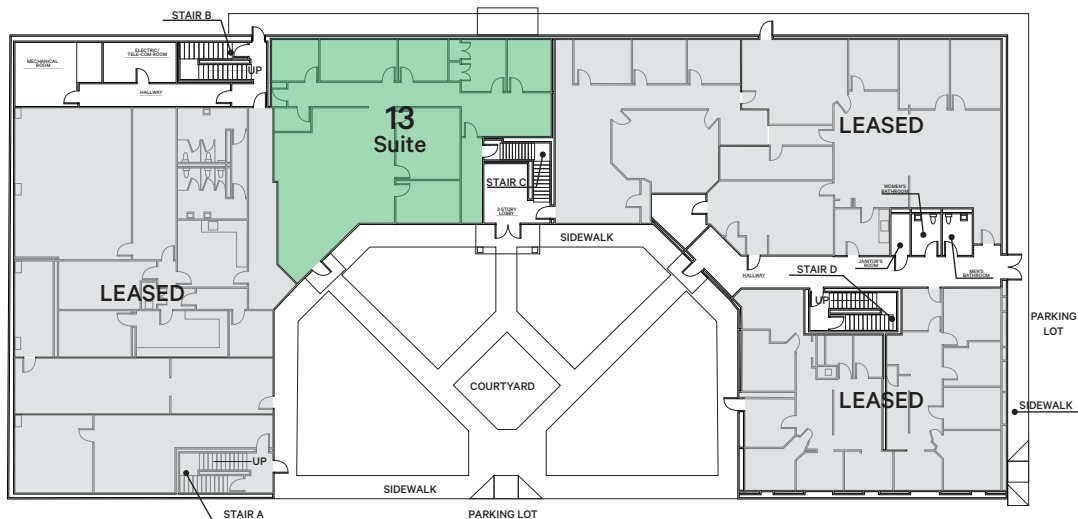 STAIR B
MECHANICAL
ROOM
ELECTRIC/
TELE-COM ROOM
UP
HALLWAY
13
Suite
STAIR C
2-STORY
LOBBY
LEASED
WOMEN'S
BATHROOM
JANITOR'S
ROOM
MEN'S
BATHROOM
SIDEWALK
HALLWAY
STAIR D
UP
LEASED
PARKING
LOT
COURTYARD
LEASED
SIDEWALK
UP
SIDEWALK
STAIR A
PARKING LOT